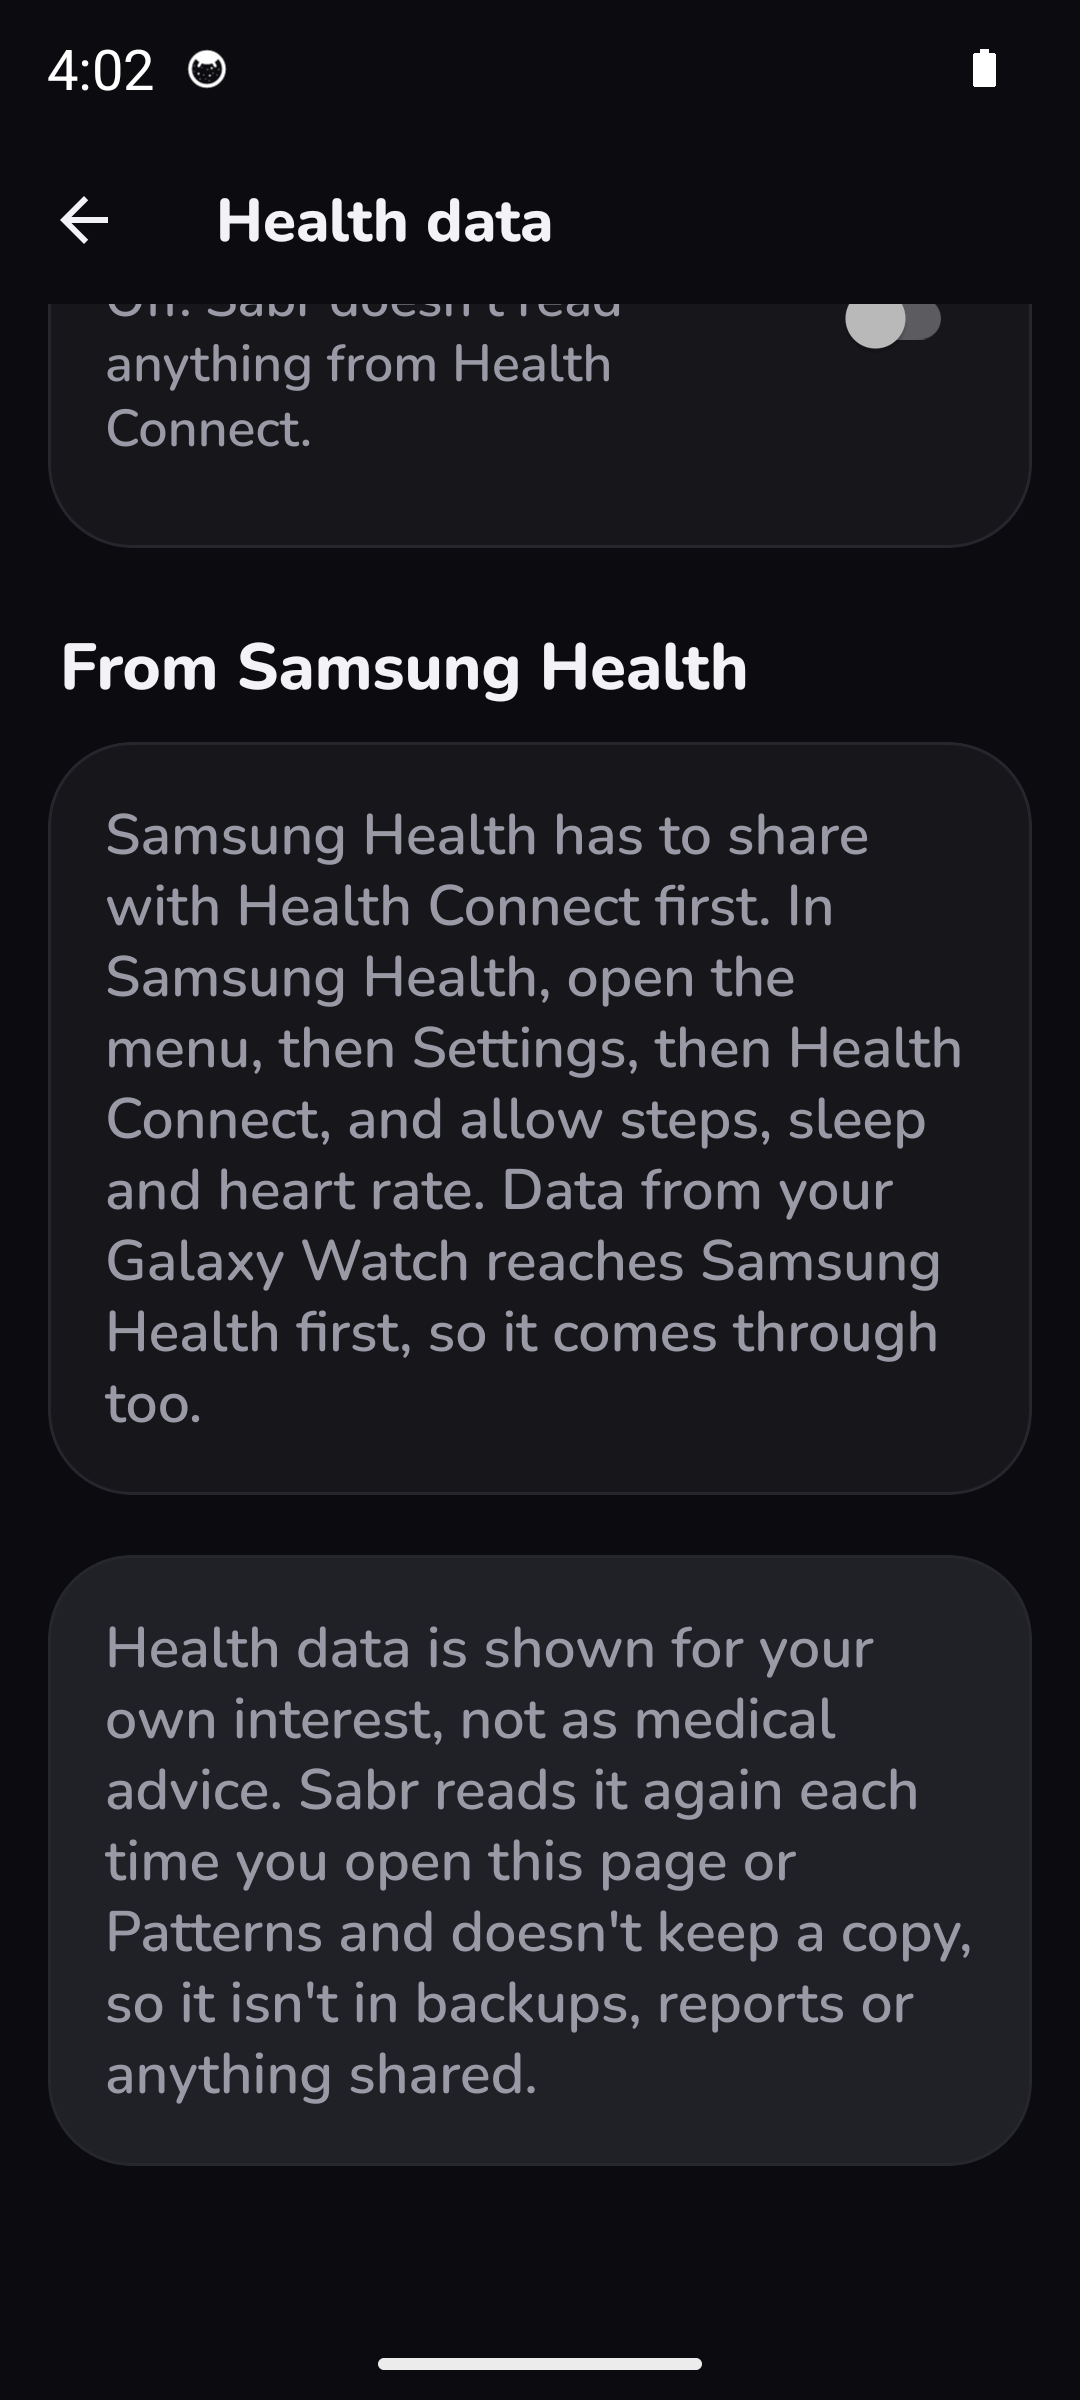 4:02
Health data
Off. Sabr doesn't read
anything from Health
Connect.
From Samsung Health
Samsung Health has to share
with Health Connect first. In
Samsung Health, open the
menu, then Settings, then Health
Connect, and allow steps, sleep
and heart rate. Data from your
Galaxy Watch reaches Samsung
Health first, so it comes through
too.
Health data is shown for your
own interest, not as medical
advice. Sabr reads it again each
time you open this page or
Patterns and doesn't keep a copy,
so it isn't in backups, reports or
anything shared.